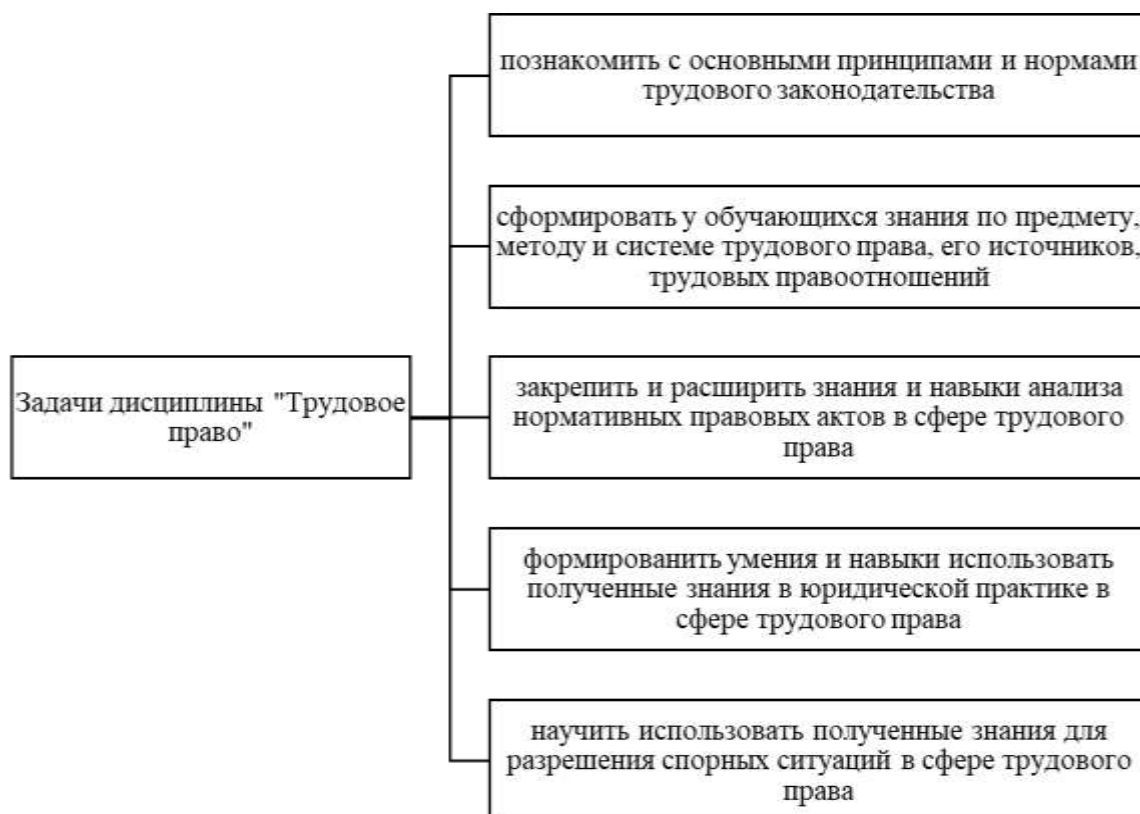 познакомить с основными принципами и нормами
трудового законодательства
сформировать у обучающихся знания по предмету,
методу и системе трудового права, его источников,
трудовых правоотношений
Задачи дисциплины "Трудовое
право"
закрепить и расширить знания и навыки анализа
нормативных правовых актов в сфере трудового
права
формированить умения и навыки использовать
полученные знания в юридической практике в
сфере трудового права
научить использовать полученные знания для
разрешения спорных ситуаций в сфере трудового
права